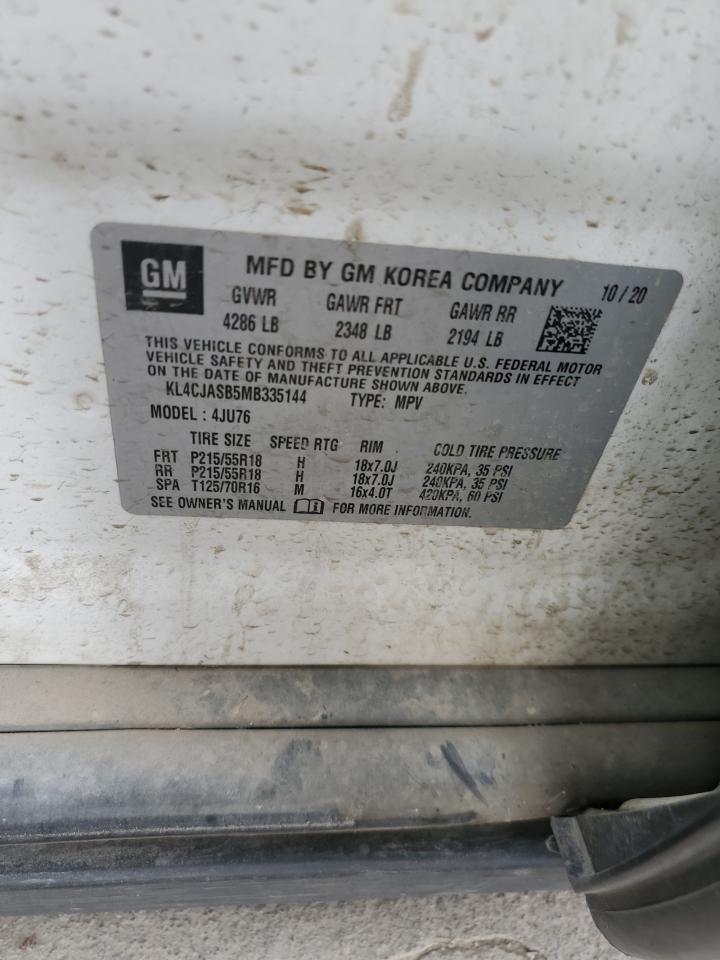 GM
MFD BY GM KOREA COMPANY 10 / 20
GVWR GAWR FRT GAWR RR
4286 LB 2348 LB 2194 LB
THIS VEHICLE CONFORMS TO ALL APPLICABLE U.S. FEDERAL MOTOR
VEHICLE SAFETY AND THEFT PREVENTION STANDARDS IN EFFECT
ON THE DATE OF MANUFACTURE SHOWN ABOVE.
KL4CJASB5MB335144 TYPE: MPV
MODEL : 4JU76
TIRE SIZE SPEED RTG RIM COLD TIRE PRESSURE
FRT P215/55R18 H 18x7.0J 240KPA, 35 PSI
RR P215/55R18 H 18x7.0J 240KPA, 35 PSI
SPA T125/70R16 M 16x4.0T 420KPA, 60 PSI
SEE OWNER'S MANUAL FOR MORE INFORMATION.